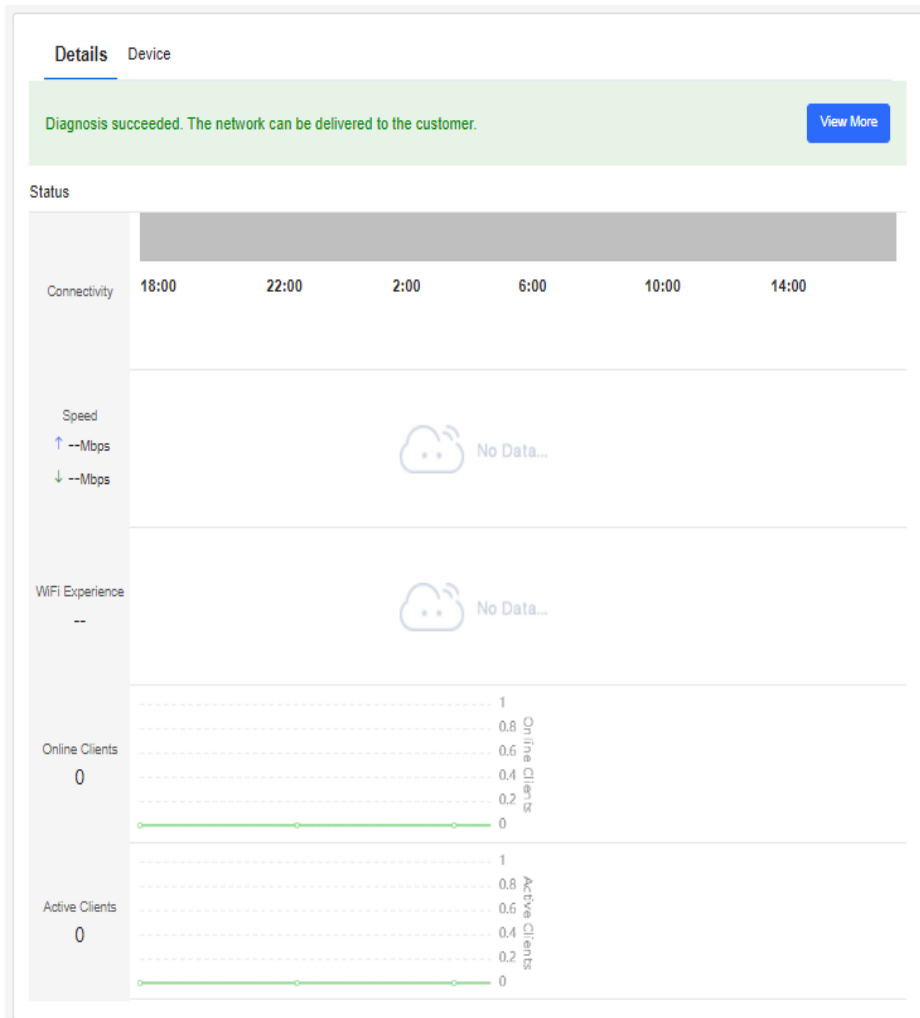 Details Device
Diagnosis succeeded. The network can be delivered to the customer.
View More
Status
Connectivity
18:00 22:00 2:00 6:00 10:00 14:00
Speed
↑ --Mbps
↓ --Mbps
No Data...
WiFi Experience
--
No Data...
Online Clients
0
1
0.8
0.6
0.4
0.2
0
Online Clients
Active Clients
0
1
0.8
0.6
0.4
0.2
0
Active Clients